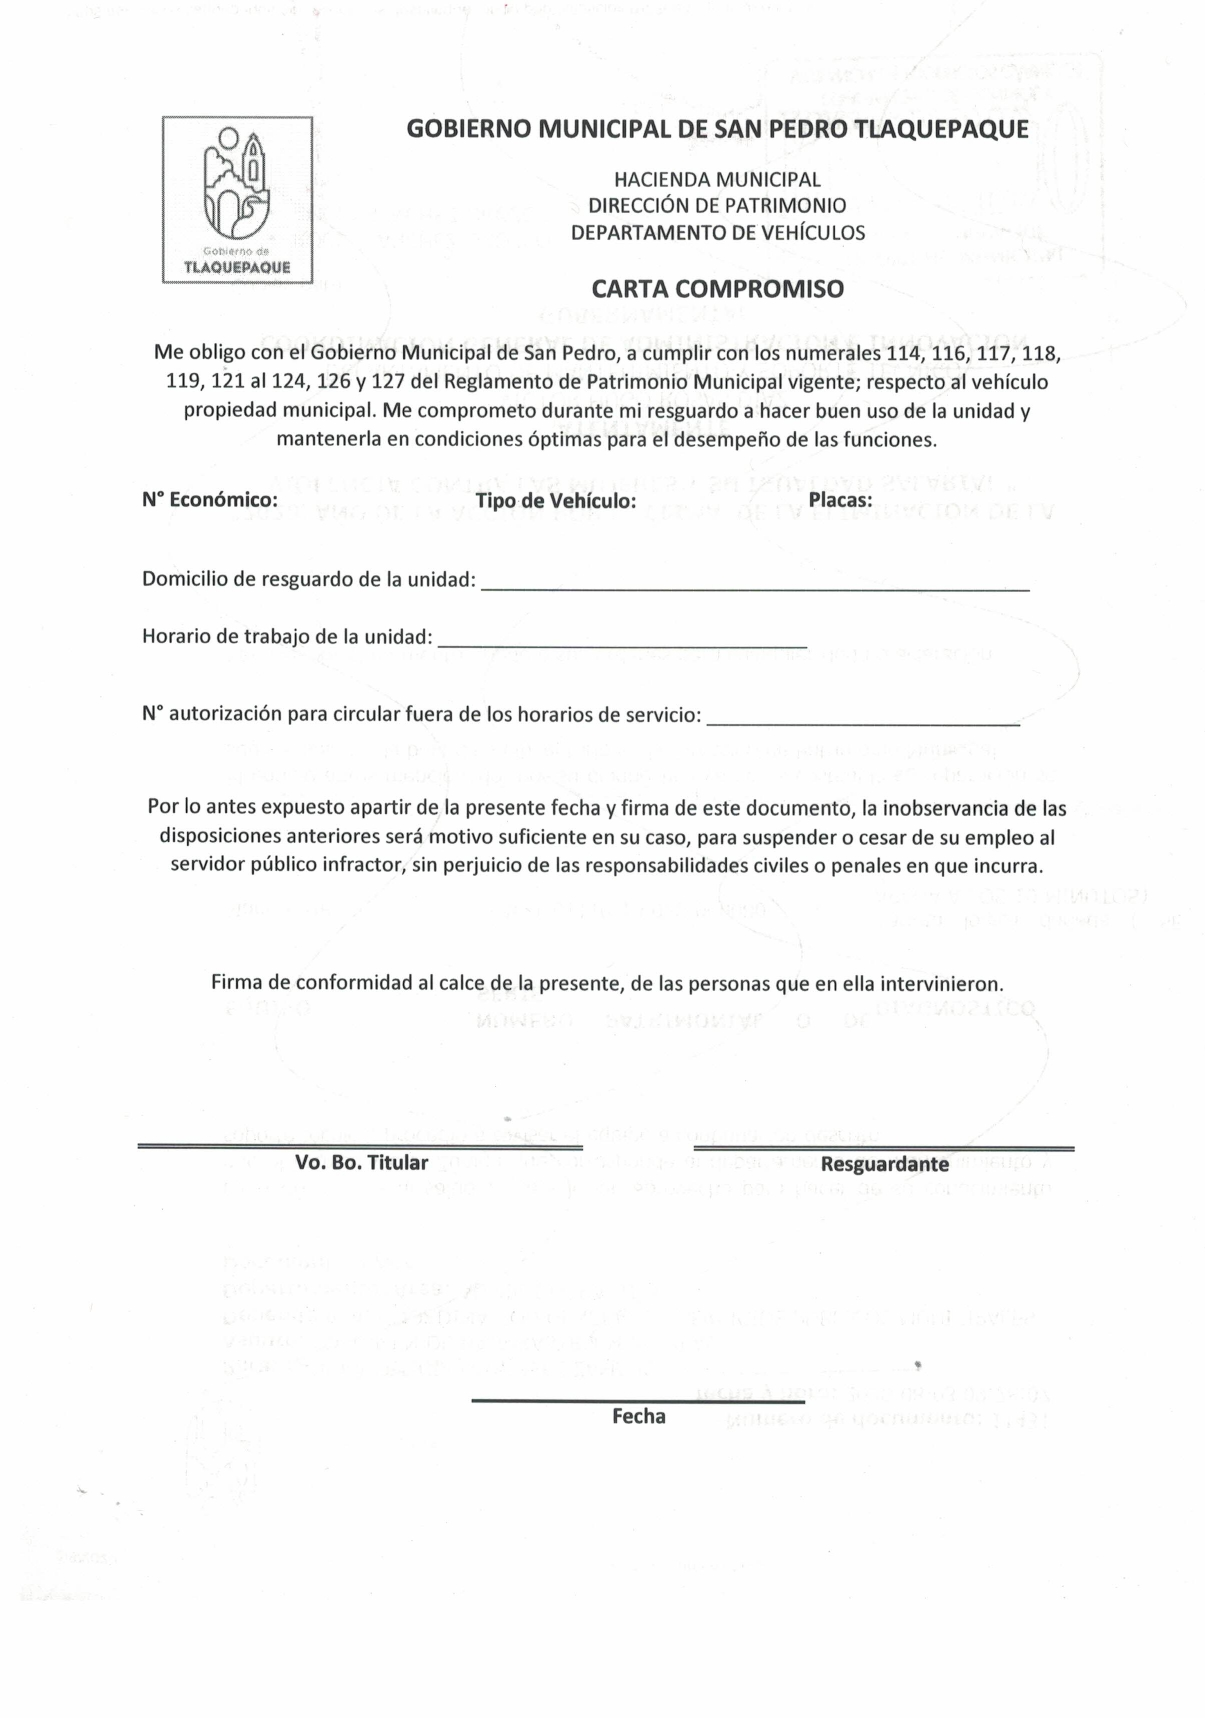 GOBIERNO MUNICIPAL DE SAN PEDRO TLAQUEPAQUE
HACIENDA MUNICIPAL
DIRECCIÓN DE PATRIMONIO
DEPARTAMENTO DE VEHÍCULOS
Gobierno de
TLAQUEPAQUE
CARTA COMPROMISO
Me obligo con el Gobierno Municipal de San Pedro, a cumplir con los numerales 114, 116, 117, 118,
119, 121 al 124, 126 y 127 del Reglamento de Patrimonio Municipal vigente; respecto al vehículo
propiedad municipal. Me comprometo durante mi resguardo a hacer buen uso de la unidad y
mantenerla en condiciones óptimas para el desempeño de las funciones.
N° Económico: Tipo de Vehículo: Placas:
Domicilio de resguardo de la unidad:
Horario de trabajo de la unidad:
N° autorización para circular fuera de los horarios de servicio:
Por lo antes expuesto apartir de la presente fecha y firma de este documento, la inobservancia de las
disposiciones anteriores será motivo suficiente en su caso, para suspender o cesar de su empleo al
servidor público infractor, sin perjuicio de las responsabilidades civiles o penales en que incurra.
Firma de conformidad al calce de la presente, de las personas que en ella intervinieron.
Vo. Bo. Titular Resguardante
Fecha